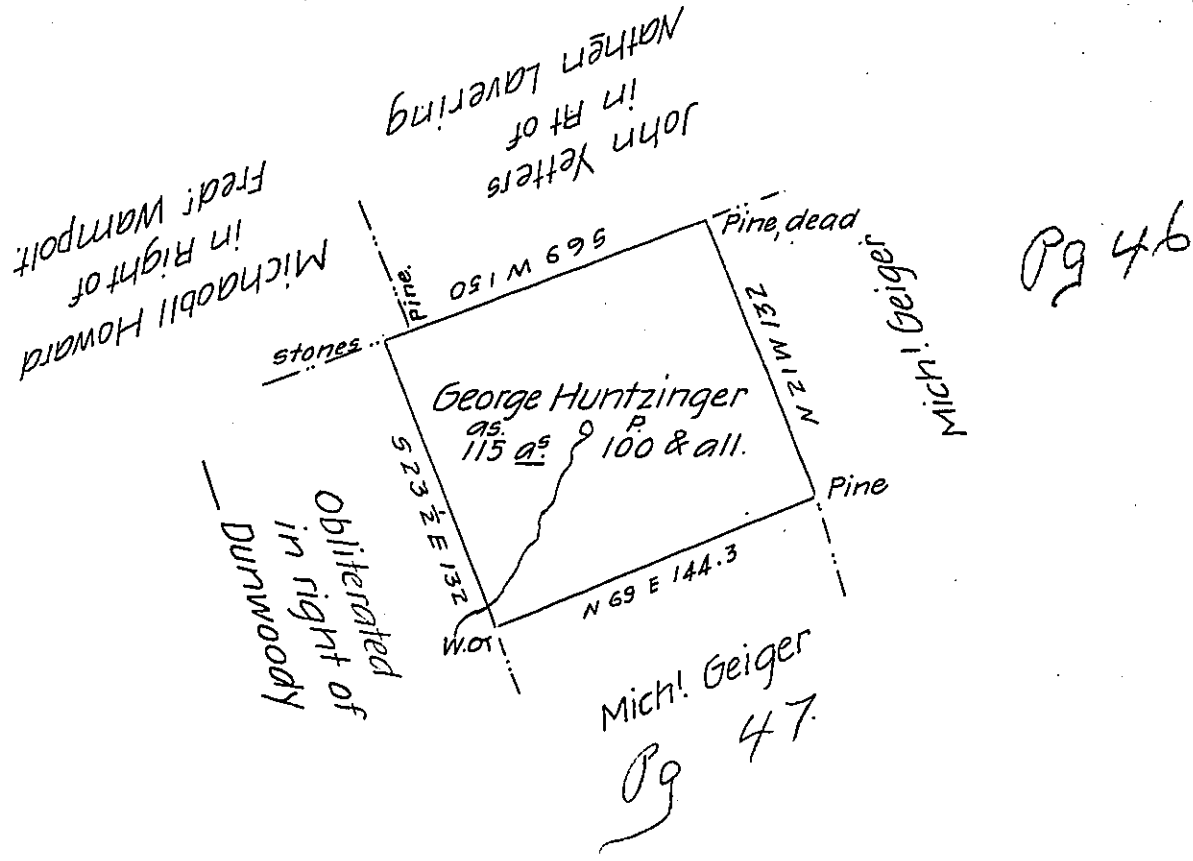 John Yetters
in Rt of
Nathen Lavering
Michaobll Howard
in Right of
Fred! Wampolt.
Pine.
S 69 W 150
Pine, dead
stones
Mich! Geiger
Pg 46
N 21 W 132
George Huntzinger
as. P.
115 as. 100 & all.
S 23 1/2 E 132
Pine
N 69 E 144.3
W.or
Obliterated
in right of
Dunwoody
Mich! Geiger
Pg 47.